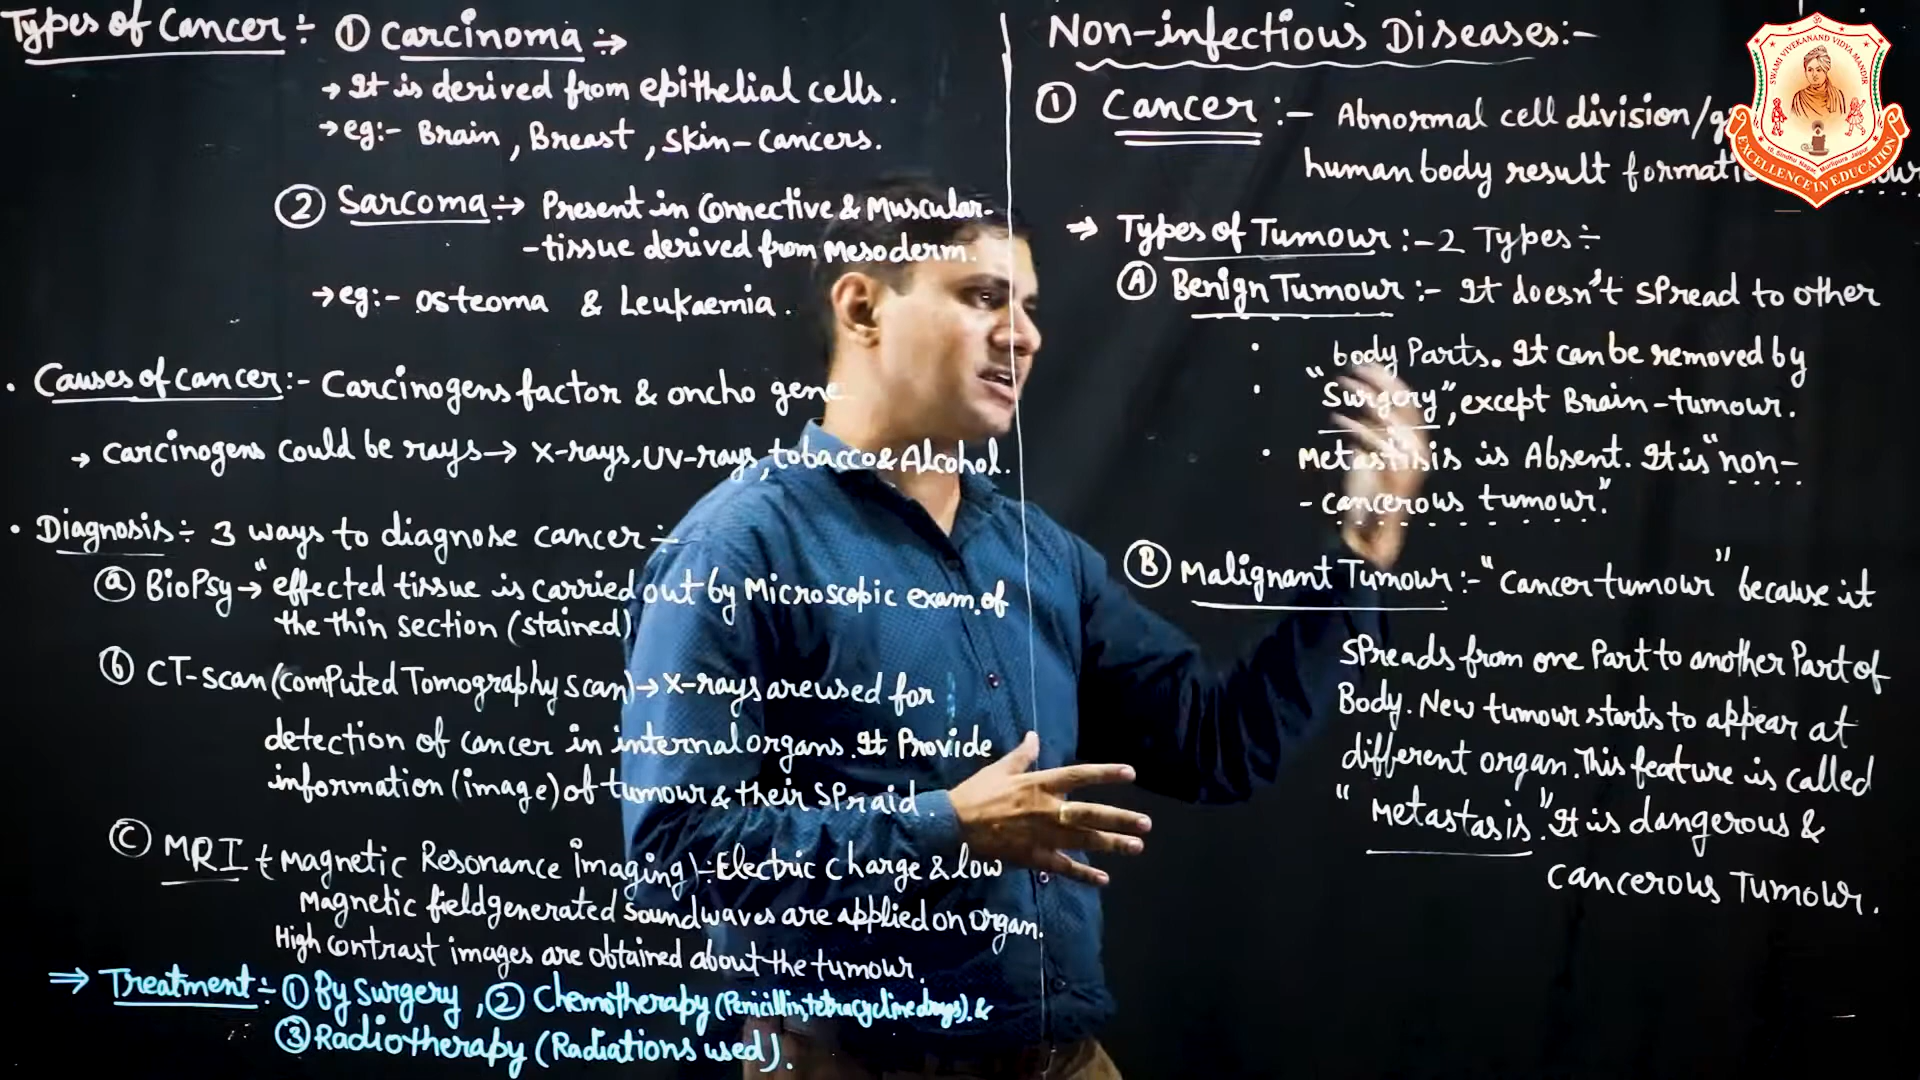 Types of Cancer ÷ ① Carcinoma ÷→
→ It is derived from epithelial cells.
→ eg:- Brain, Breast, Skin-Cancers.
② Sarcoma ÷→ Present in Connective & Muscular-
-tissue derived from Mesoderm.
→ eg:- Osteoma & Leukaemia.
• Causes of cancer:- Carcinogens factor & oncho gene
→ Carcinogens could be rays → X-rays, UV-rays, tobacco & Alcohol.
• Diagnosis ÷ 3 ways to diagnose cancer ÷
ⓐ BioPsy → "effected tissue is carried out by Microscopic exam. of
the thin section (stained)
ⓑ CT-scan (computed Tomography scan) → X-rays are used for
detection of cancer in internal organs. It Provide
information (image) of tumour & their SPraid.
ⓒ MRI (Magnetic Resonance imaging) ÷ Electric Charge & low
Magnetic field generated Sound waves are applied on organ.
High contrast images are obtained about the tumour.
⇒ Treatment ÷ ① By Surgery, ② Chemotherapy (Penicillin, tetracycline drugs). &
③ Radiotherapy (Radiations used).
Non-infectious Diseases:-
① Cancer :- Abnormal cell division/
human body result
⇒ Types of Tumour :- 2 Types ÷
Ⓐ Benign Tumour :- It doesn't spread to other
• body Parts. It can be removed by
• "Surgery", except Brain-tumour.
• Metastisis is Absent. It is "non-
-cancerous tumour."
Ⓑ Malignant Tumour :- "Cancer tumour" because it
SPreads from one Part to another Part of
Body. New tumour starts to appear at
different organ. This feature is called
"Metastasis". It is dangerous &
cancerous Tumour.
SWAMI VIVEKANAND VIDYA MANDIR
EXCELLENCE IN EDUCATION